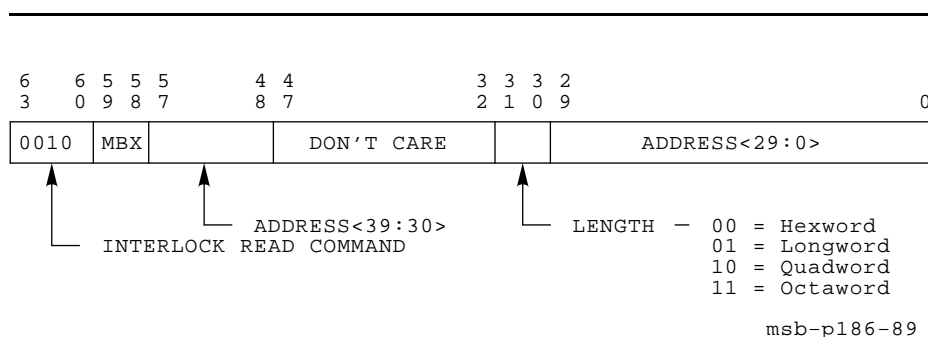 6 6 5 5 5 4 4 3 3 3 2
3 0 9 8 7 8 7 2 1 0 9 0
0010 MBX DON'T CARE ADDRESS<29:0>
ADDRESS<39:30> LENGTH — 00 = Hexword
INTERLOCK READ COMMAND 01 = Longword
10 = Quadword
11 = Octaword
msb-p186-89